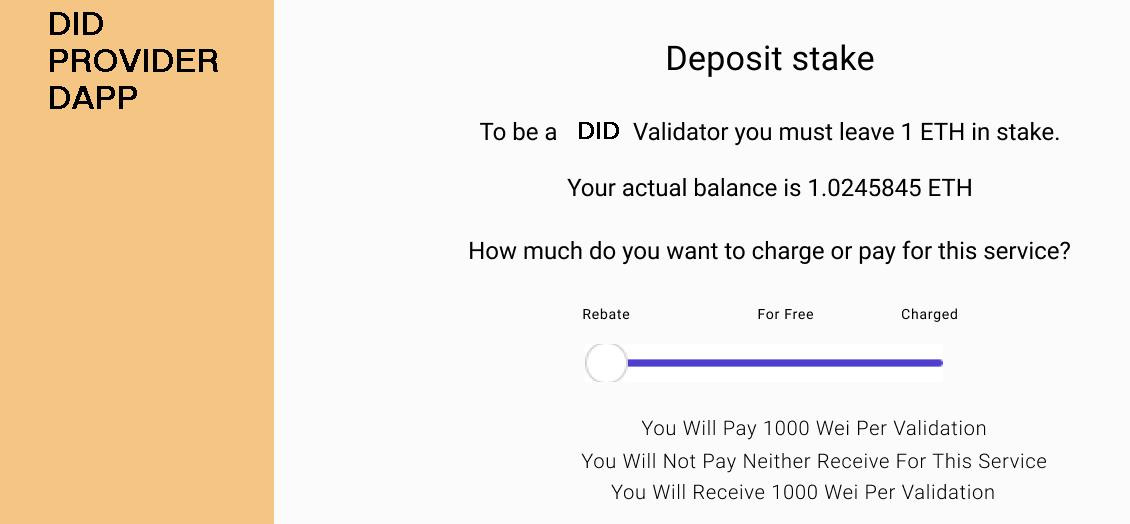 DID
PROVIDER
DAPP
Deposit stake
To be a DID Validator you must leave 1 ETH in stake.
Your actual balance is 1.0245845 ETH
How much do you want to charge or pay for this service?
Rebate For Free Charged
You Will Pay 1000 Wei Per Validation
You Will Not Pay Neither Receive For This Service
You Will Receive 1000 Wei Per Validation